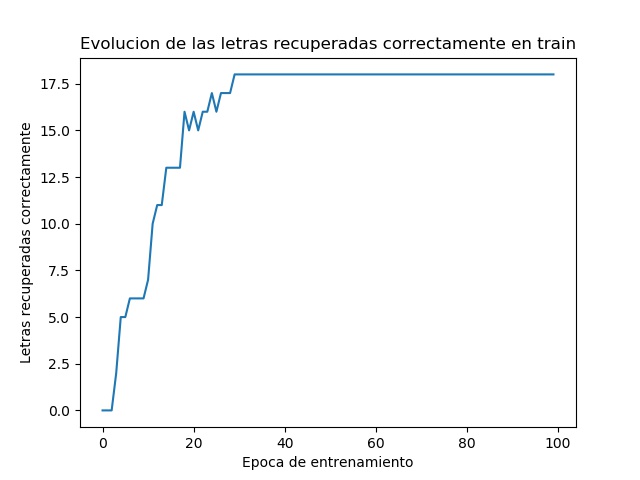 Evolucion de las letras recuperadas correctamente en train
Letras recuperadas correctamente
17.5
15.0
12.5
10.0
7.5
5.0
2.5
0.0
0 20 40 60 80 100
Epoca de entrenamiento